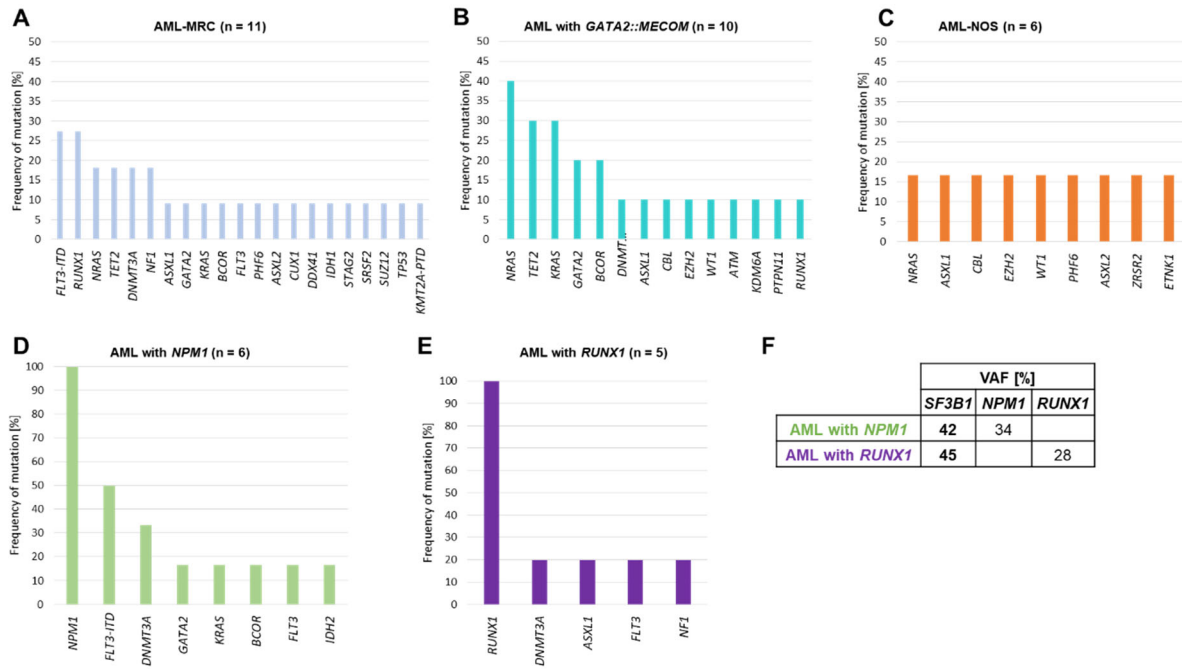 A
AML-MRC (n = 11)
Frequency of mutation [%]
50
45
40
35
30
25
20
15
10
5
0
FLT3-ITD
RUNX1
NRAS
TET2
DNMT3A
NF1
ASXL1
GATA2
KRAS
BCOR
FLT3
PHF6
ASXL2
CUX1
DDX41
IDH1
STAG2
SRSF2
SUZ12
TP53
KMT2A-PTD
B
AML with GATA2::MECOM (n = 10)
Frequency of mutation [%]
50
45
40
35
30
25
20
15
10
5
0
NRAS
TET2
KRAS
GATA2
BCOR
DNMT...
ASXL1
CBL
EZH2
WT1
ATM
KDM6A
PTPN11
RUNX1
C
AML-NOS (n = 6)
Frequency of mutation [%]
50
45
40
35
30
25
20
15
10
5
0
NRAS
ASXL1
CBL
EZH2
WT1
PHF6
ASXL2
ZRSR2
ETNK1
D
AML with NPM1 (n = 6)
Frequency of mutation [%]
100
90
80
70
60
50
40
30
20
10
0
NPM1
FLT3-ITD
DNMT3A
GATA2
KRAS
BCOR
FLT3
IDH2
E
AML with RUNX1 (n = 5)
Frequency of mutation [%]
100
90
80
70
60
50
40
30
20
10
0
RUNX1
DNMT3A
ASXL1
FLT3
NF1
F
VAF [%]
SF3B1 NPM1 RUNX1
AML with NPM1 42 34
AML with RUNX1 45 28